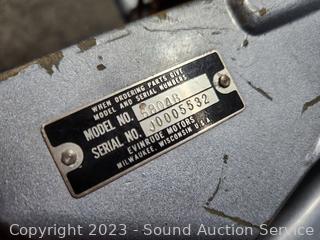 WHEN ORDERING PARTS GIVE
MODEL AND SERIAL NUMBERS
MODEL NO.
SERIAL NO. J0005532
EVINRUDE MOTORS
MILWAUKEE, WISCONSIN U.S.A.
Copyright 2023 - Sound Auction Service